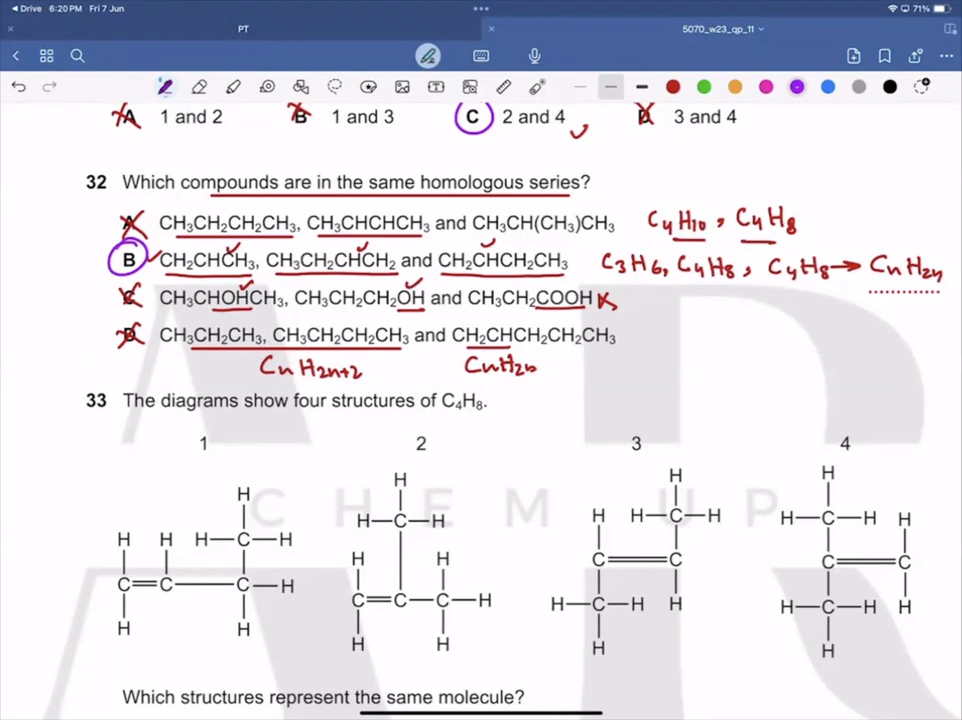 Drive 6:20 PM Fri 7 Jun 71%
PT 5070_w23_qp_11
A 1 and 2 B 1 and 3 C 2 and 4 D 3 and 4
32 Which compounds are in the same homologous series?
A CH₃CH₂CH₂CH₃, CH₃CHCHCH₃ and CH₃CH(CH₃)CH₃ C₄H₁₀, C₄H₈
B CH₂CHCH₃, CH₃CH₂CHCH₂ and CH₂CHCH₂CH₃ C₃H₆, C₄H₈, C₄H₈ → CnH₂n
C CH₃CHOHCH₃, CH₃CH₂CH₂OH and CH₃CH₂COOH
D CH₃CH₂CH₃, CH₃CH₂CH₂CH₃ and CH₂CHCH₂CH₂CH₃
CnH₂n+₂ CnH₂n
33 The diagrams show four structures of C₄H₈.
1 2 3 4
H H H H
H H H H—C—H H—C—H H H—C—H H—C—H H
H H
C=C C—H C=C C C=C
C=C—C—H H—C—H H H—C—H H
H H H H H H
CHEM UP
Which structures represent the same molecule?